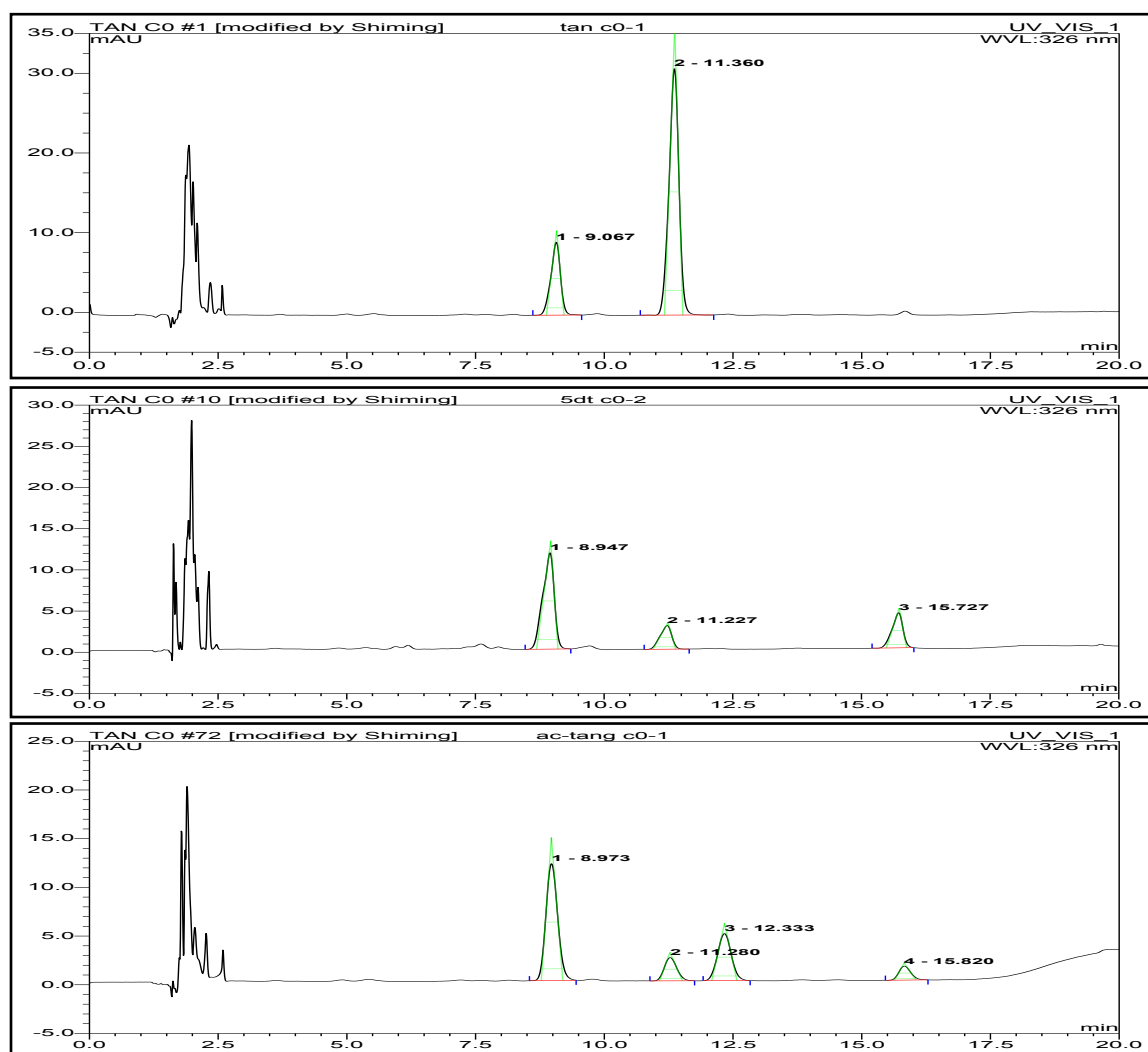 TAN C0 #1 [modified by Shiming] tan c0-1 UV_VIS_1
35.0 mAU WVL:326 nm
2 - 11.360
30.0
20.0
10.0
1 - 9.067
0.0
-5.0
min
0.0 2.5 5.0 7.5 10.0 12.5 15.0 17.5 20.0
TAN C0 #10 [modified by Shiming] 5dt c0-2 UV_VIS_1
30.0 mAU WVL:326 nm
25.0
20.0
15.0
1 - 8.947
10.0
5.0
3 - 15.727
2 - 11.227
0.0
-5.0
min
0.0 2.5 5.0 7.5 10.0 12.5 15.0 17.5 20.0
TAN C0 #72 [modified by Shiming] ac-tang c0-1 UV_VIS_1
25.0 mAU WVL:326 nm
20.0
15.0
1 - 8.973
10.0
3 - 12.333
5.0
2 - 11.280
4 - 15.820
0.0
-5.0
min
0.0 2.5 5.0 7.5 10.0 12.5 15.0 17.5 20.0